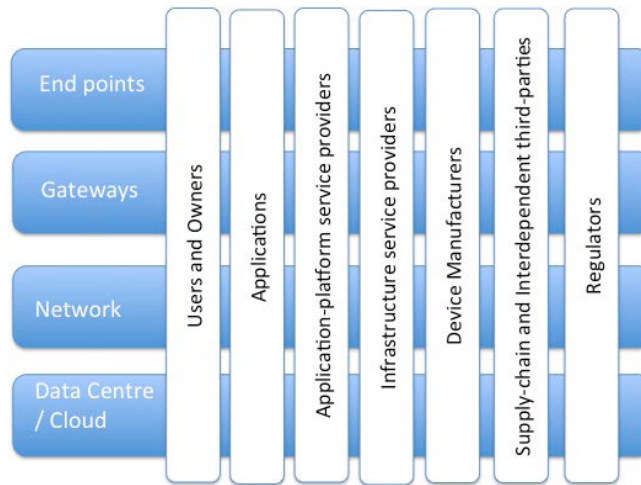 End points
Gateways
Network
Data Centre
/ Cloud
Users and Owners
Applications
Application-platform service providers
Infrastructure service providers
Device Manufacturers
Supply-chain and Interdependent third-parties
Regulators